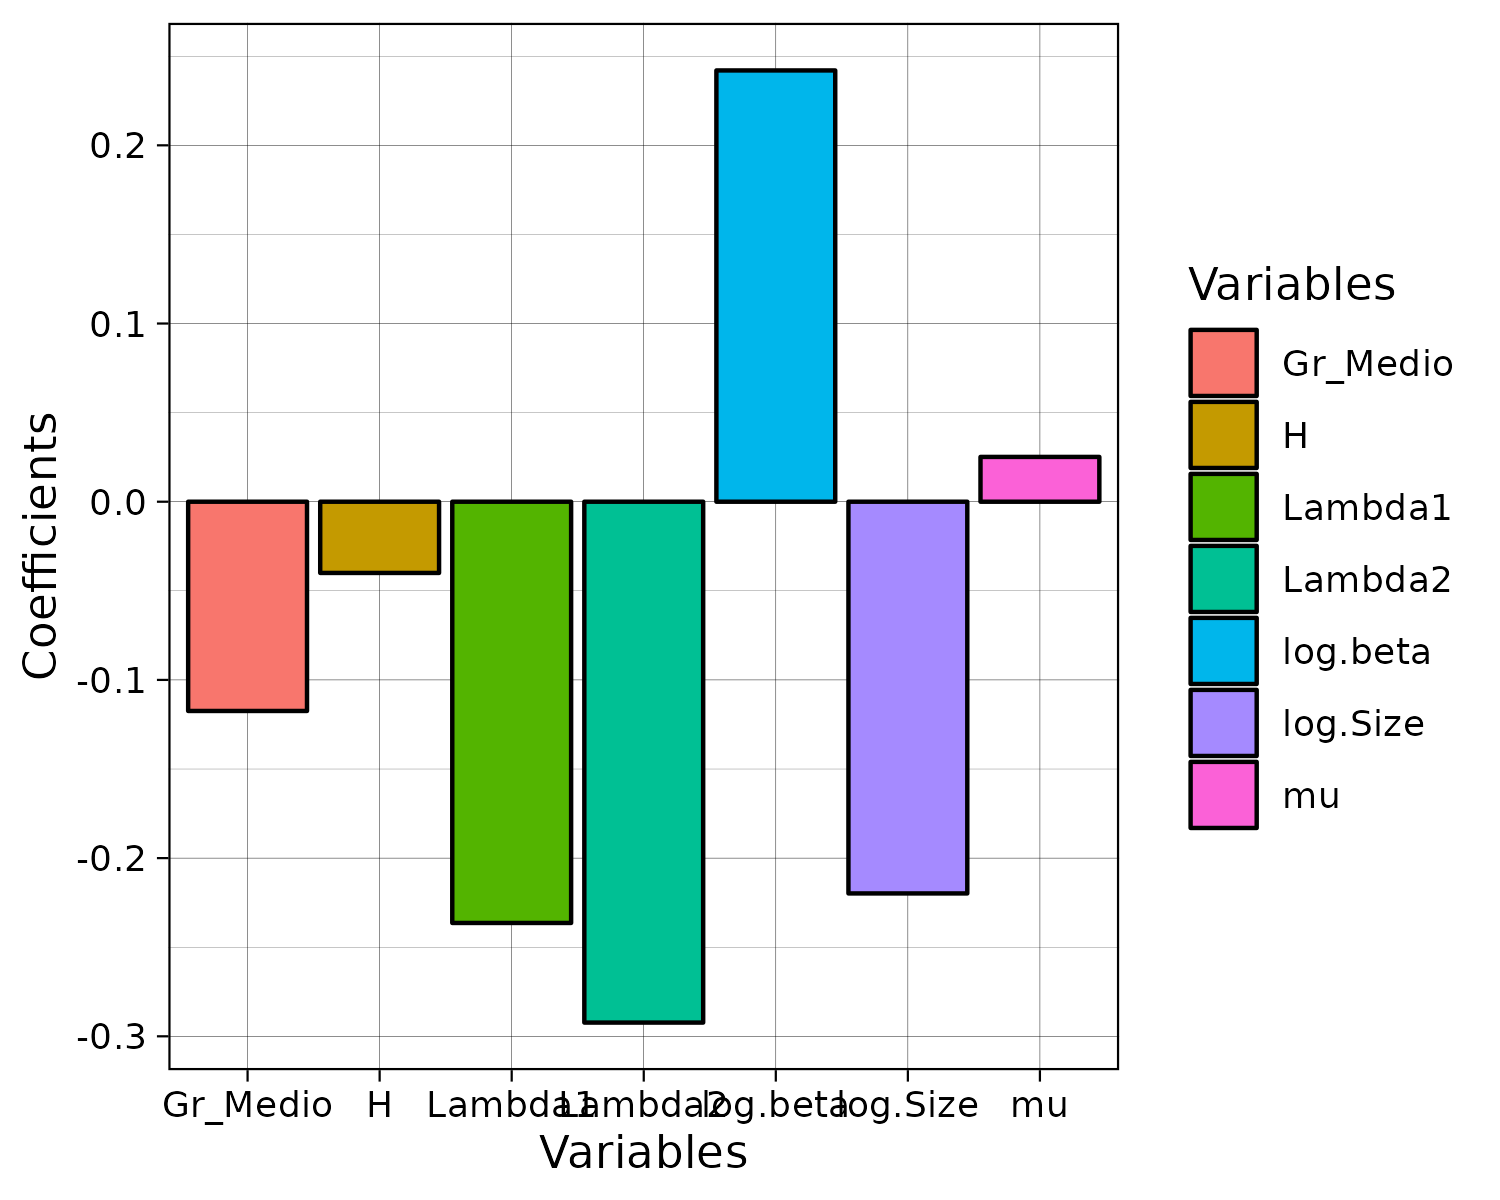 0.2
0.1
0.0
-0.1
-0.2
-0.3
Coefficients
Gr_Medio H Lambda1 Lambda2 log.beta log.Size mu
Variables
Variables
Gr_Medio
H
Lambda1
Lambda2
log.beta
log.Size
mu